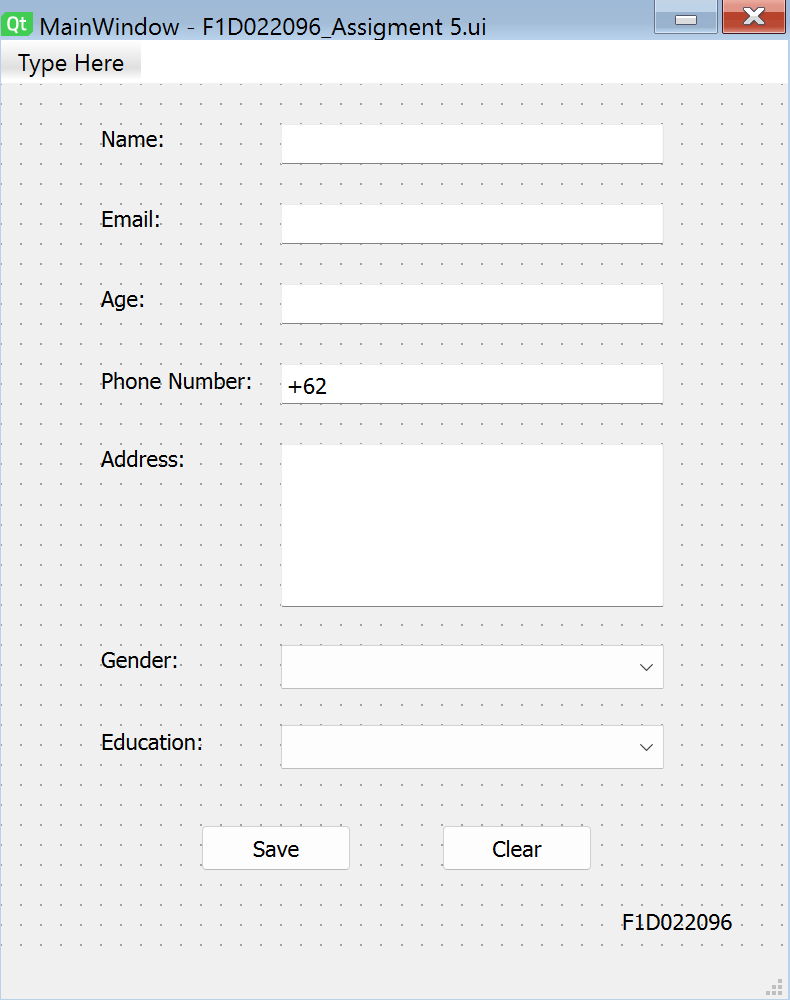 Qt MainWindow - F1D022096_Assigment 5.ui
Type Here
Name:
Email:
Age:
Phone Number: +62
Address:
Gender:
Education:
Save Clear
F1D022096